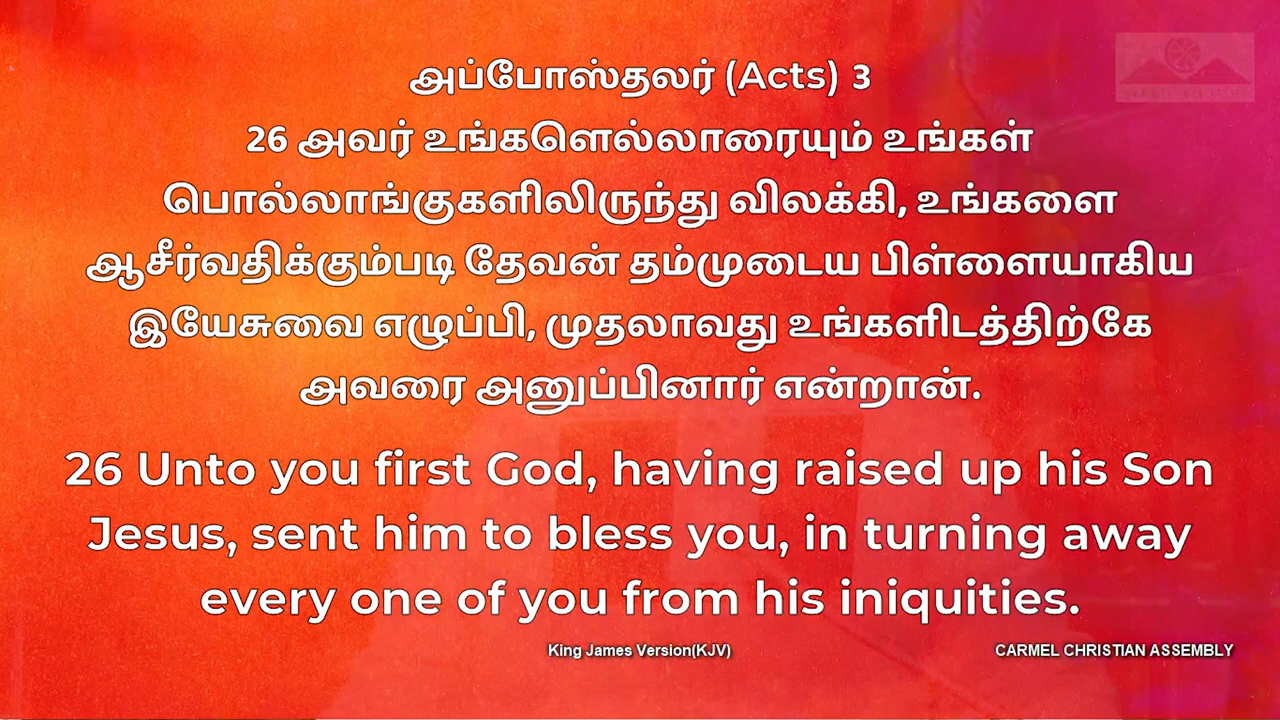 அப்போஸ்தலர் (Acts) 3
26 அவர் உங்களெல்லாரையும் உங்கள்
பொல்லாங்குகளிலிருந்து விலக்கி, உங்களை
ஆசீர்வதிக்கும்படி தேவன் தம்முடைய பிள்ளையாகிய
இயேசுவை எழுப்பி, முதலாவது உங்களிடத்திற்கே
அவரை அனுப்பினார் என்றான்.
26 Unto you first God, having raised up his Son
Jesus, sent him to bless you, in turning away
every one of you from his iniquities.
King James Version(KJV)
CARMEL CHRISTIAN ASSEMBLY